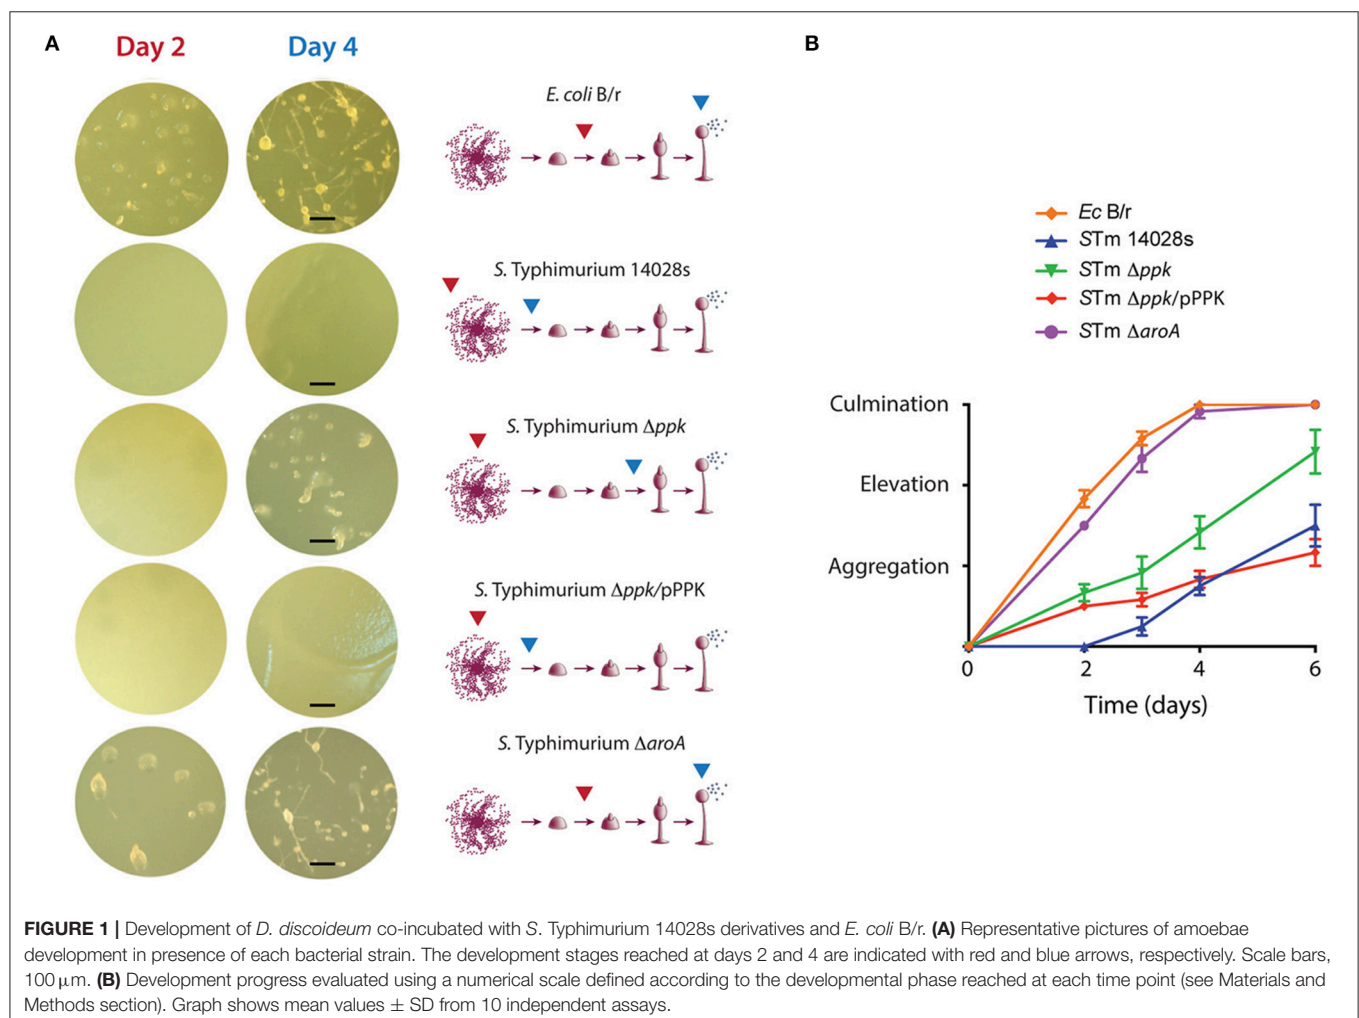 A
Day 2
Day 4
E. coli B/r
S. Typhimurium 14028s
S. Typhimurium Δppk
S. Typhimurium Δppk/pPPK
S. Typhimurium ΔaroA
B
Ec B/r
STm 14028s
STm Δppk
STm Δppk/pPPK
STm ΔaroA
Culmination
Elevation
Aggregation
0
2
4
6
Time (days)
FIGURE 1 | Development of D. discoideum co-incubated with S. Typhimurium 14028s derivatives and E. coli B/r. (A) Representative pictures of amoebae
development in presence of each bacterial strain. The development stages reached at days 2 and 4 are indicated with red and blue arrows, respectively. Scale bars,
100 μm. (B) Development progress evaluated using a numerical scale defined according to the developmental phase reached at each time point (see Materials and
Methods section). Graph shows mean values ± SD from 10 independent assays.